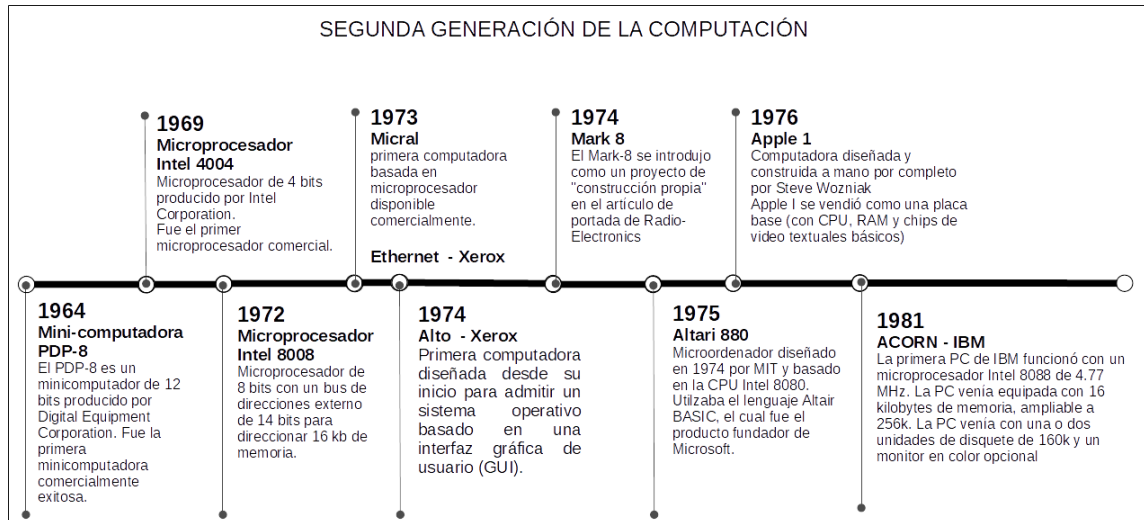 SEGUNDA GENERACIÓN DE LA COMPUTACIÓN
1969
Microprocesador
Intel 4004
Microprocesador de 4 bits
producido por Intel
Corporation.
Fue el primer
microprocesador comercial.
1973
Micral
primera computadora
basada en
microprocesador
disponible
comercialmente.
Ethernet - Xerox
1974
Mark 8
El Mark-8 se introdujo
como un proyecto de
"construcción propia"
en el artículo de
portada de Radio-
Electronics
1976
Apple 1
Computadora diseñada y
construida a mano por completo
por Steve Wozniak
Apple I se vendió como una placa
base (con CPU, RAM y chips de
video textuales básicos)
1964
Mini-computadora
PDP-8
El PDP-8 es un
minicomputador de 12
bits producido por
Digital Equipment
Corporation. Fue la
primera
minicomputadora
comercialmente
exitosa.
1972
Microprocesador
Intel 8008
Microprocesador de
8 bits con un bus de
direcciones externo
de 14 bits para
direccionar 16 kb de
memoria.
1974
Alto - Xerox
Primera computadora
diseñada desde su
inicio para admitir un
sistema operativo
basado en una
interfaz gráfica de
usuario (GUI).
1975
Altari 880
Microordenador diseñado
en 1974 por MIT y basado
en la CPU Intel 8080.
Utilzaba el lenguaje Altair
BASIC, el cual fue el
producto fundador de
Microsoft.
1981
ACORN - IBM
La primera PC de IBM funcionó con un
microprocesador Intel 8088 de 4.77
MHz. La PC venía equipada con 16
kilobytes de memoria, ampliable a
256k. La PC venía con una o dos
unidades de disquete de 160k y un
monitor en color opcional